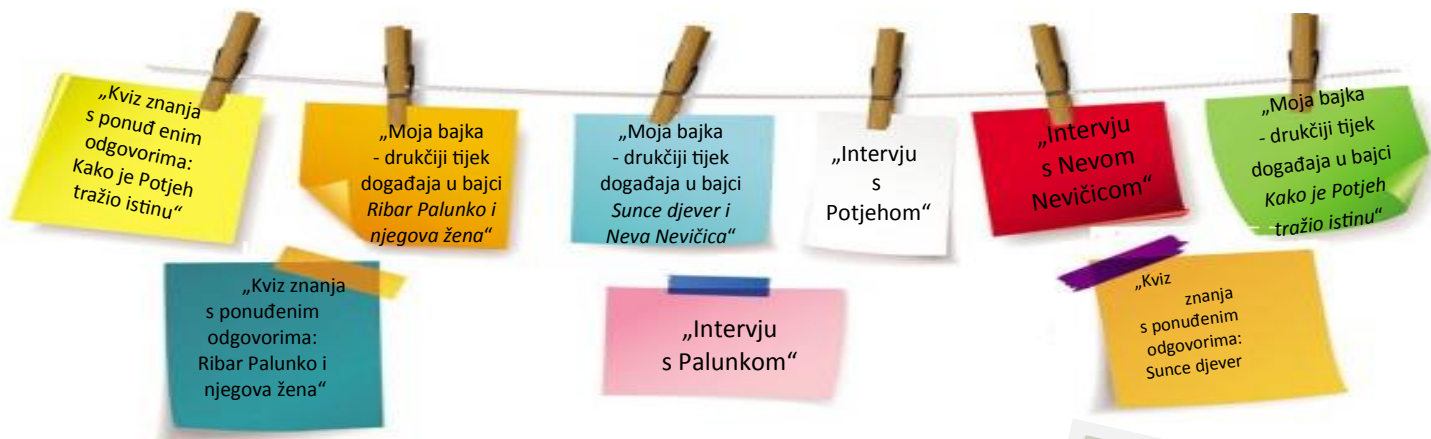 „Kviz znanja
s ponuđ enim
odgovorima:
Kako je Potjeh
tražio istinu“
„Moja bajka
- drukčiji tijek
događaja u bajci
Ribar Palunko i
njegova žena“
„Moja bajka
- drukčiji tijek
događaja u bajci
Sunce djever i
Neva Nevičica“
„Intervju
s
Potjehom“
„Intervju
s Nevom
Nevičicom“
„Moja bajka
- drukčiji tijek
događaja u bajci
Kako je Potjeh
tražio istinu“
„Kviz znanja
s ponuđenim
odgovorima:
Ribar Palunko i
njegova žena“
„Intervju
s Palunkom“
„Kviz
znanja
s ponuđenim
odgovorima:
Sunce djever